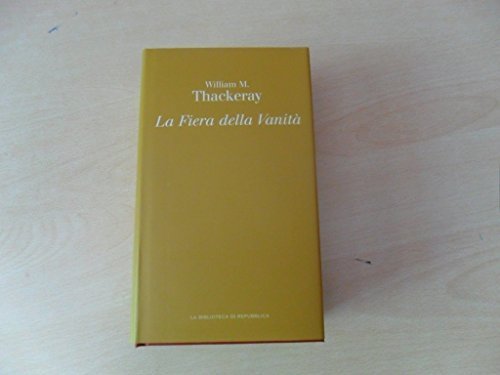 William M.
Thackeray
La Fiera della Vanità
LA BIBLIOTECA DI REPUBBLICA